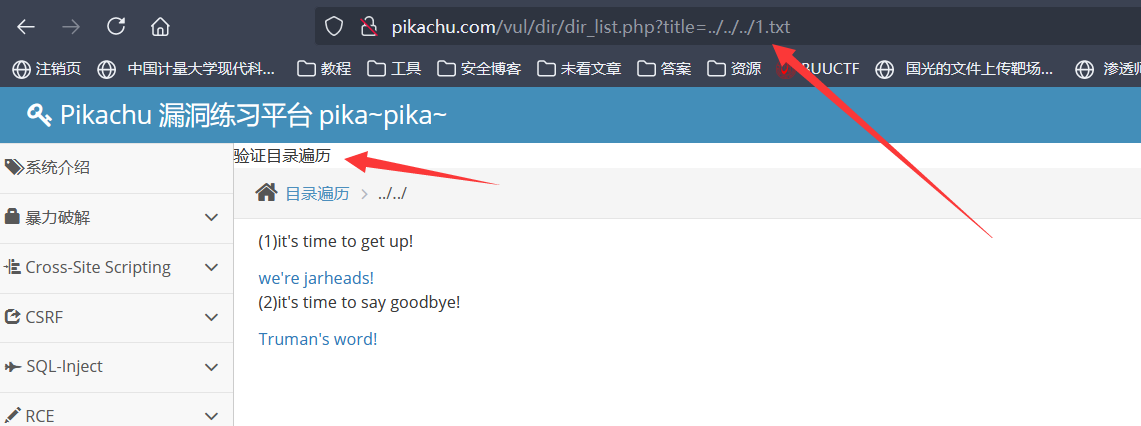 pikachu.com/vul/dir/dir_list.php?title=../../../1.txt
注销页 中国计量大学现代科... 教程 工具 安全博客 未看文章 答案 资源 BUUCTF 国光的文件上传靶场... 渗透师
Pikachu 漏洞练习平台 pika~pika~
系统介绍
暴力破解
Cross-Site Scripting
CSRF
SQL-Inject
RCE
验证目录遍历
目录遍历 > ../../
(1)it's time to get up!
we're jarheads!
(2)it's time to say goodbye!
Truman's word!